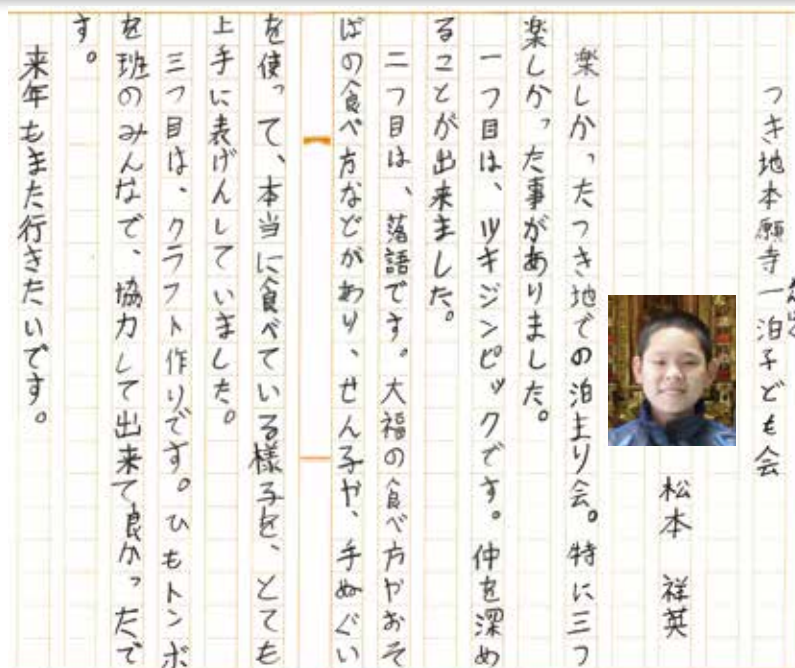 つき地本願寺一泊子ども会
松本 祥英
楽しかったつき地での泊まり会。特に三つ
楽しかった事がありました。
一つ目は、ツキジンピックです。仲を深め
ることが出来ました。
二つ目は、落語です。大福の食べ方やおそ
ばの食べ方などがあり、せん子や、手ぬぐい
を使って、本当に食べている様子を、とても
上手に表げんしていました。
三つ目は、クラフト作りです。ひもトンボ
を班のみんなで、協力して出来て良かったで
す。
来年もまた行きたいです。